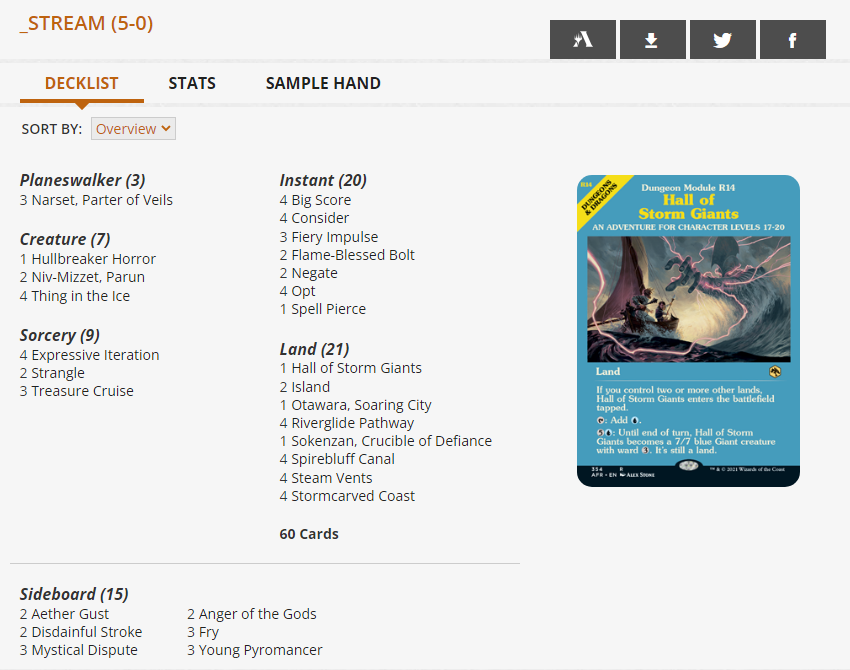 _STREAM (5-0)
DECKLIST
STATS
SAMPLE HAND
SORT BY: Overview
Planeswalker (3)
3 Narset, Parter of Veils
Creature (7)
1 Hullbreaker Horror
2 Niv-Mizzet, Parun
4 Thing in the Ice
Sorcery (9)
4 Expressive Iteration
2 Strangle
3 Treasure Cruise
Instant (20)
4 Big Score
4 Consider
3 Fiery Impulse
2 Flame-Blessed Bolt
2 Negate
4 Opt
1 Spell Pierce
Land (21)
1 Hall of Storm Giants
2 Island
1 Otawara, Soaring City
4 Riverglide Pathway
1 Sokenzan, Crucible of Defiance
4 Spirebluff Canal
4 Steam Vents
4 Stormcarved Coast
60 Cards
R14
DUNGEONS
& DRAGONS
Dungeon Module R14
Hall of
Storm Giants
AN ADVENTURE FOR CHARACTER LEVELS 17-20
Land
If you control two or more other lands,
Hall of Storm Giants enters the battlefield
tapped.
: Add .
5: Until end of turn, Hall of Storm
Giants becomes a 7/7 blue Giant creature
with ward 3. It's still a land.
354 R
AFR • EN ALEX STONE
™ & © 2021 Wizards of the Coast
Sideboard (15)
2 Aether Gust
2 Disdainful Stroke
3 Mystical Dispute
2 Anger of the Gods
3 Fry
3 Young Pyromancer